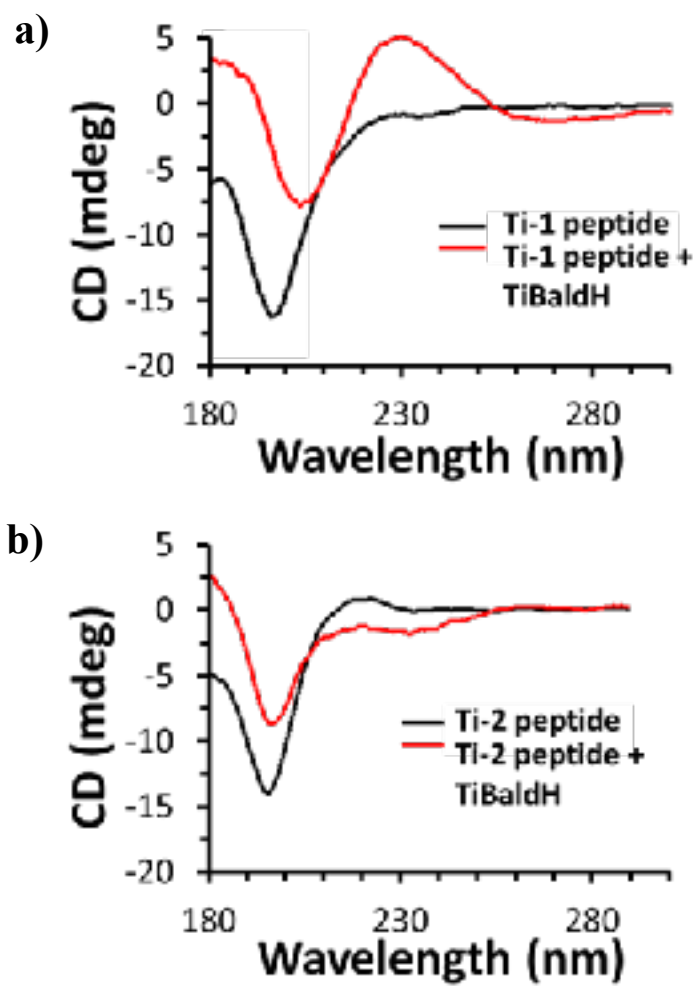 a)
5
0
-5
-10
-15
-20
CD (mdeg)
Ti-1 peptide
Ti-1 peptide +
TiBaldH
180
230
280
Wavelength (nm)
b)
5
0
-5
-10
-15
-20
CD (mdeg)
Ti-2 peptide
Ti-2 peptide +
TiBaldH
180
230
280
Wavelength (nm)